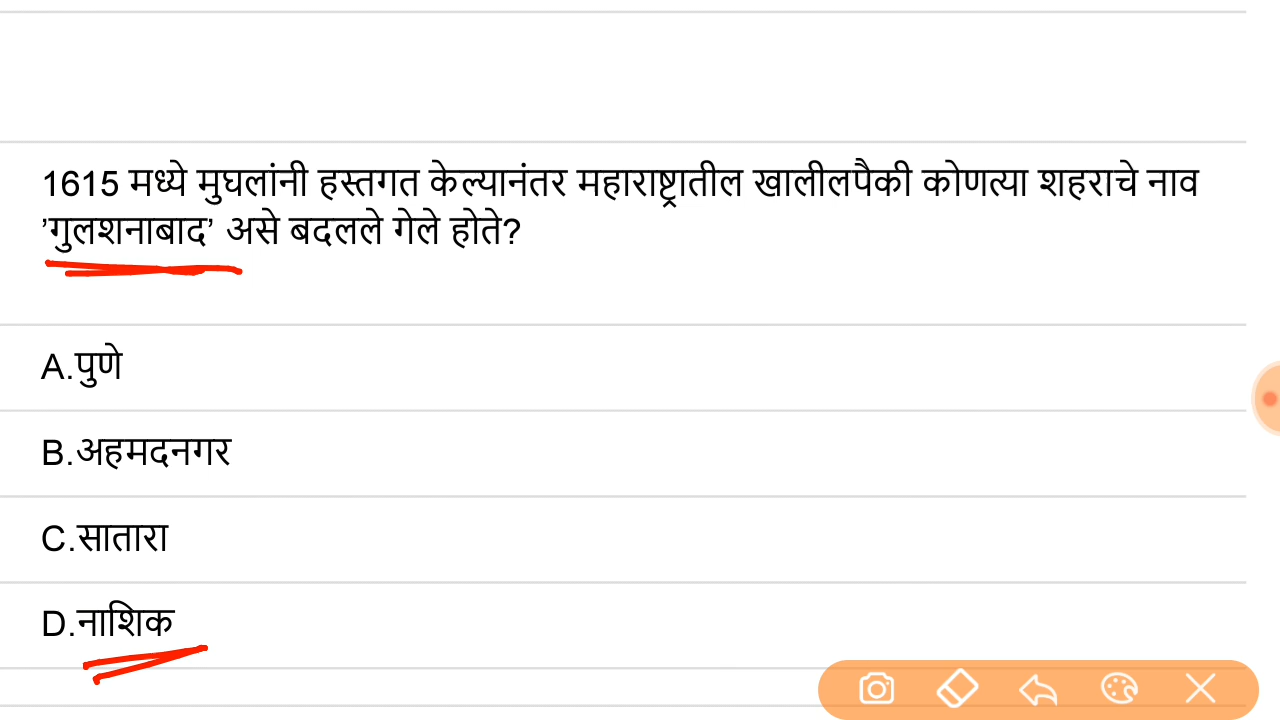 1615 मध्ये मुघलांनी हस्तगत केल्यानंतर महाराष्ट्रातील खालीलपैकी कोणत्या शहराचे नाव
’गुलशनाबाद’ असे बदलले गेले होते?
A.पुणे
B.अहमदनगर
C.सातारा
D.नाशिक